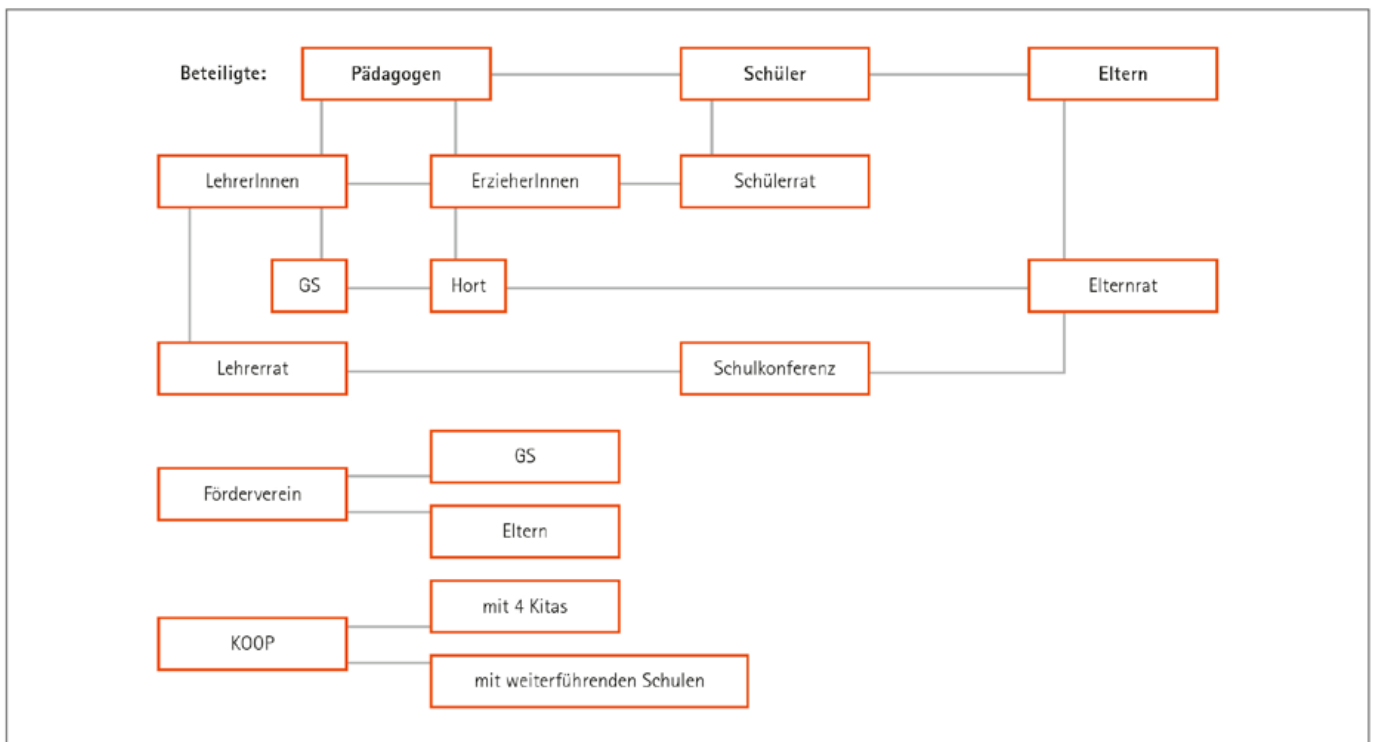 Beteiligte: Pädagogen Schüler Eltern
LehrerInnen ErzieherInnen Schülerrat
GS Hort Elternrat
Lehrerrat Schulkonferenz
GS
Förderverein
Eltern
mit 4 Kitas
KOOP
mit weiterführenden Schulen